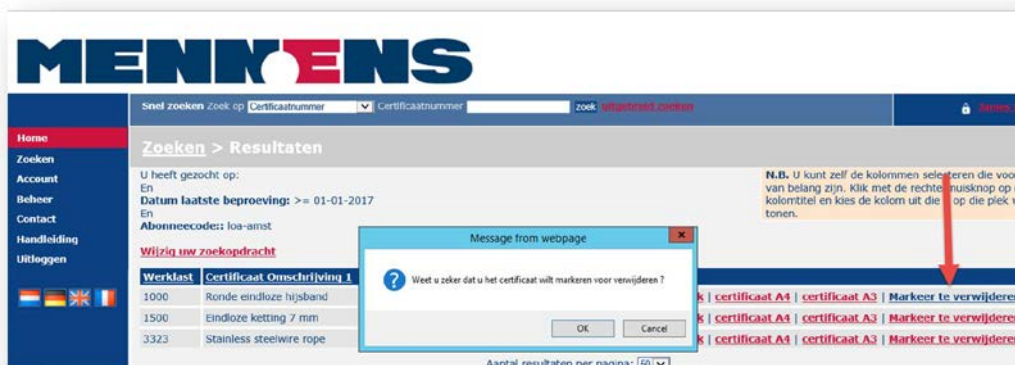 MENNENS
Snel zoeken Zoek op Certificaatnummer Certificaatnummer zoek uitgebreid zoeken
Home
Zoeken
Account
Beheer
Contact
Handleiding
Uitloggen
Zoeken > Resultaten
U heeft gezocht op:
En
Datum laatste beproeving: >= 01-01-2017
En
Abonneecode:: loa-amst
Wijzig uw zoekopdracht
N.B. U kunt zelf de kolommen selecteren die voor
van belang zijn. Klik met de rechtermuisknop op
kolomtitel en kies de kolom uit die op die plek
tonen.
Message from webpage
Weet u zeker dat u het certificaat wilt markeren voor verwijderen ?
OK Cancel
Werklast Certificaat Omschrijving 1
1000 Ronde eindloze hijsband k | certificaat A4 | certificaat A3 | Markeer te verwijderen
1500 Eindloze ketting 7 mm k | certificaat A4 | certificaat A3 | Markeer te verwijderen
3323 Stainless steelwire rope k | certificaat A4 | certificaat A3 | Markeer te verwijderen
Aantal resultaten per pagina: 50